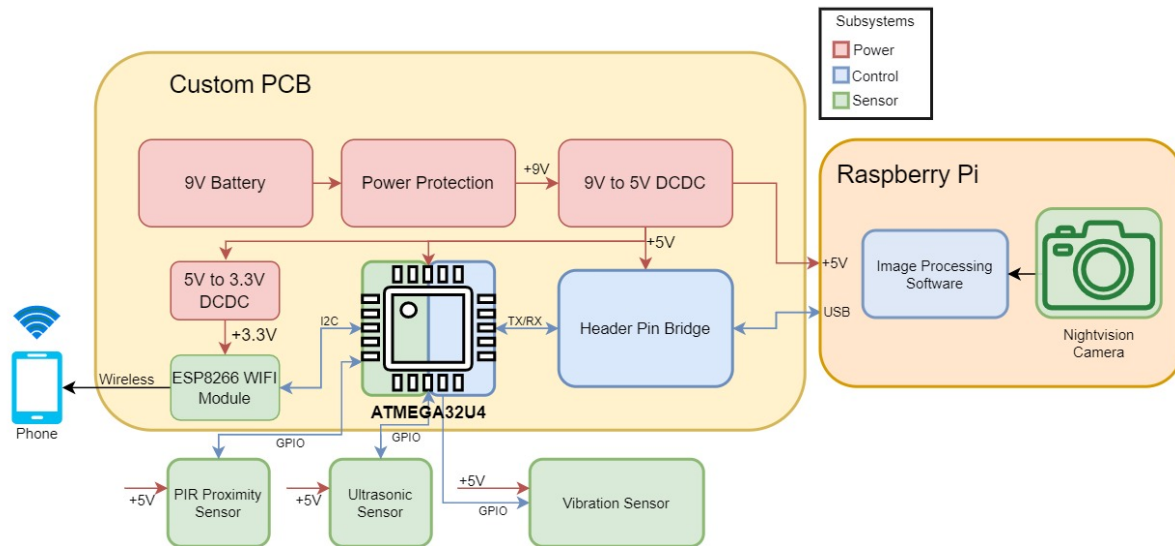 Subsystems
Power
Control
Sensor
Custom PCB
9V Battery
Power Protection
+9V
9V to 5V DCDC
Raspberry Pi
+5V
5V to 3.3V
DCDC
+3.3V
I2C
TX/RX
Header Pin Bridge
+5V
USB
Image Processing
Software
Nightvision
Camera
Wireless
ESP8266 WIFI
Module
Phone
ATMEGA32U4
GPIO
GPIO
GPIO
+5V
PIR Proximity
Sensor
+5V
Ultrasonic
Sensor
+5V
Vibration Sensor